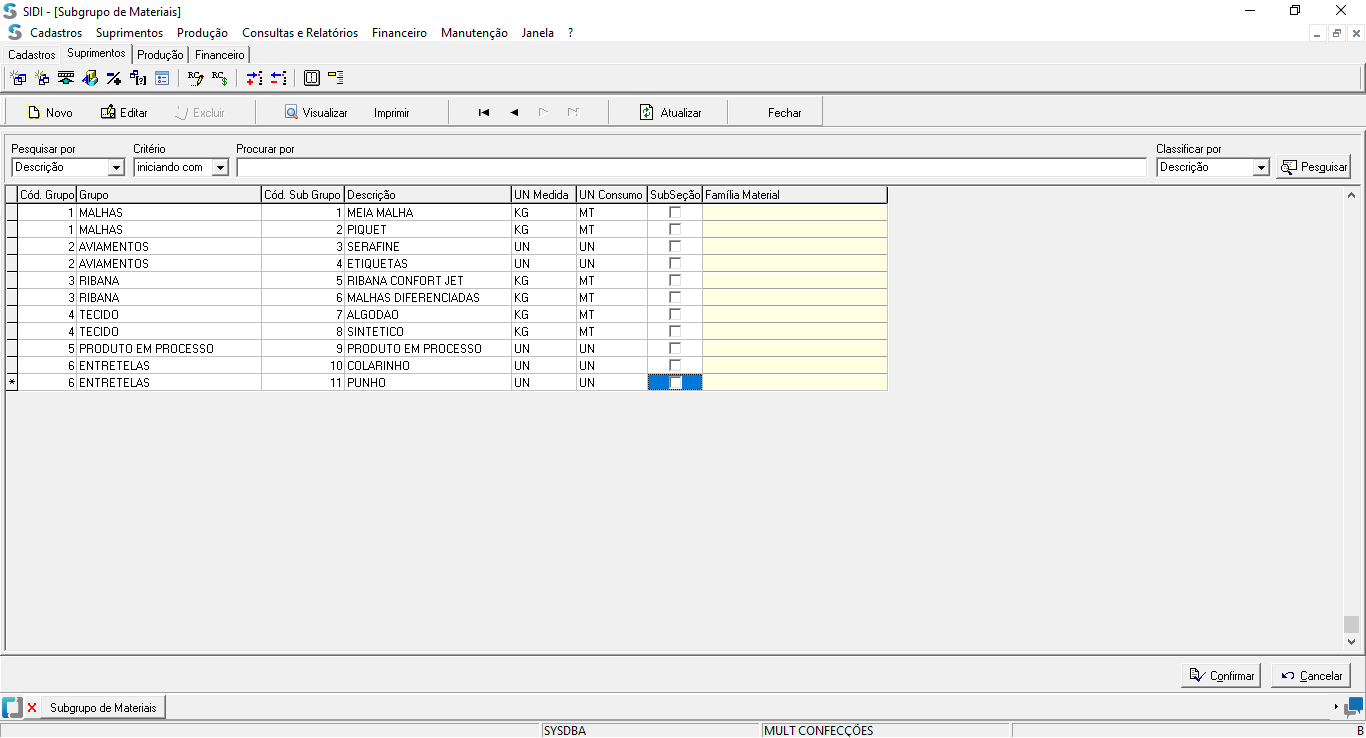 SIDI - [Subgrupo de Materiais]
Cadastros Suprimentos Produção Consultas e Relatórios Financeiro Manutenção Janela ?
Cadastros Suprimentos Produção Financeiro
Novo Editar Excluir Visualizar Imprimir Atualizar Fechar
Pesquisar por Critério Procurar por Classificar por
Descrição iniciando com Descrição Pesquisar
Cód. Grupo Grupo Cód. Sub Grupo Descrição UN Medida UN Consumo SubSeção Família Material
1 MALHAS 1 MEIA MALHA KG MT
1 MALHAS 2 PIQUET KG MT
2 AVIAMENTOS 3 SERAFINE UN UN
2 AVIAMENTOS 4 ETIQUETAS UN UN
3 RIBANA 5 RIBANA CONFORT JET KG MT
3 RIBANA 6 MALHAS DIFERENCIADAS KG MT
4 TECIDO 7 ALGODAO KG MT
4 TECIDO 8 SINTETICO KG MT
5 PRODUTO EM PROCESSO 9 PRODUTO EM PROCESSO UN UN
6 ENTRETELAS 10 COLARINHO UN UN
* 6 ENTRETELAS 11 PUNHO UN UN
Confirmar Cancelar
Subgrupo de Materiais
SYSDBA MULT CONFECÇÕES B